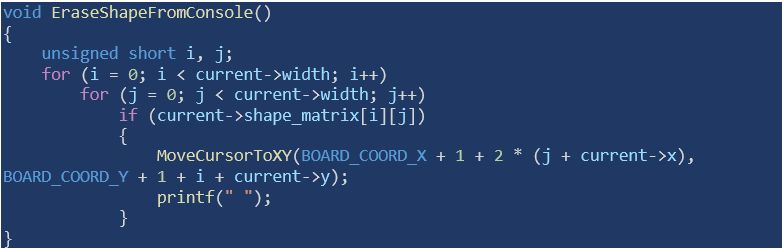 void EraseShapeFromConsole()
{
    unsigned short i, j;
    for (i = 0; i < current->width; i++)
        for (j = 0; j < current->width; j++)
            if (current->shape_matrix[i][j])
            {
                MoveCursorToXY(BOARD_COORD_X + 1 + 2 * (j + current->x),
BOARD_COORD_Y + 1 + i + current->y);
                printf(" ");
            }
}